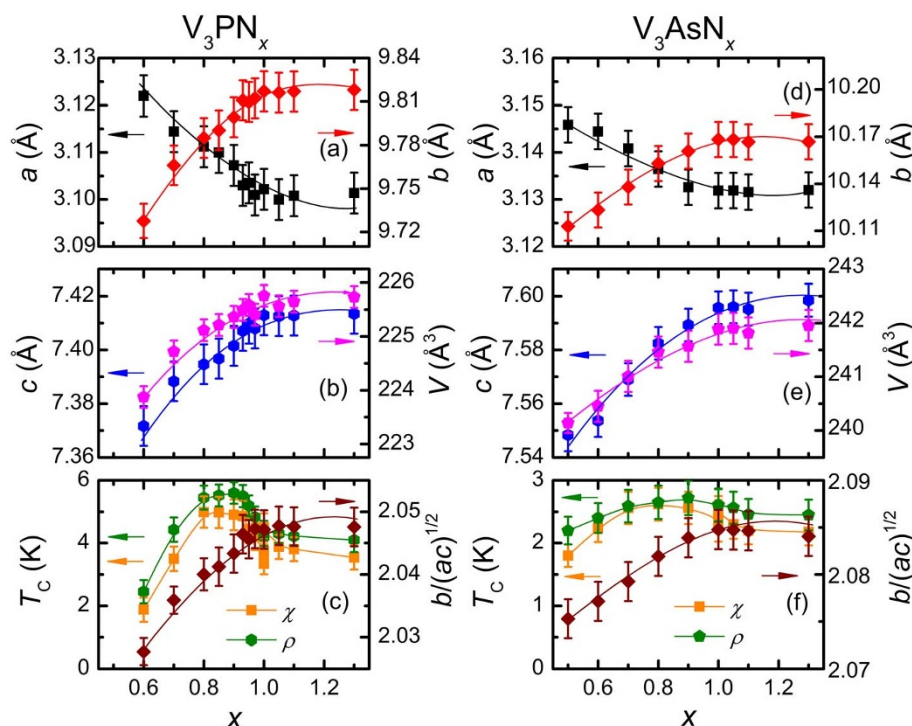 V₃PNₓ V₃AsNₓ
3.13 9.84 3.16
3.12 9.81 3.15 10.20
a (Å) 3.11 9.78 b (Å) a (Å) 3.14 10.17 b (Å)
3.10 9.75 3.13 10.14
3.09 9.72 3.12 10.11
(a) (d)
7.42 226 7.60 243
c (Å) 7.40 225 V (Å³) c (Å) 7.58 242 V (Å³)
7.38 224 7.56 241
7.36 223 7.54 240
(b) (e)
6 3 2.09
T_C (K) 4 2.05 b/(ac)^1/2 T_C (K) 2 2.08 b/(ac)^1/2
2 2.04 1
0 2.03 0 2.07
(c) (f)
χ χ
ρ ρ
0.6 0.8 1.0 1.2 0.6 0.8 1.0 1.2
x x